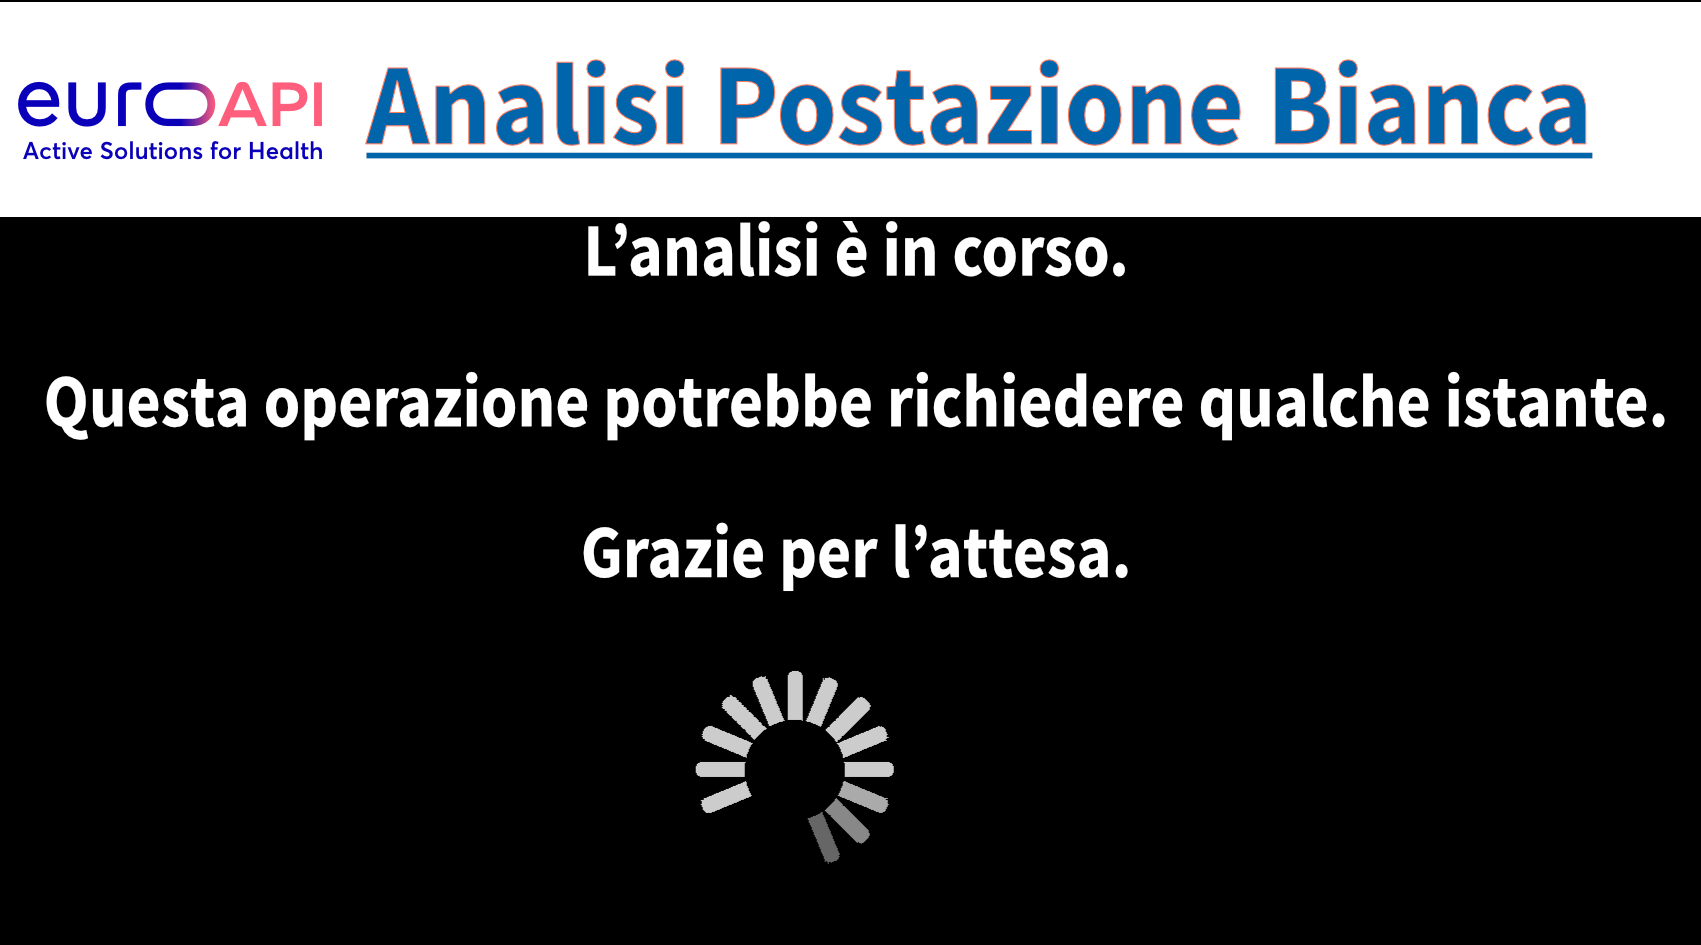 euroAPI
Active Solutions for Health
Analisi Postazione Bianca
L’analisi è in corso.
Questa operazione potrebbe richiedere qualche istante.
Grazie per l’attesa.